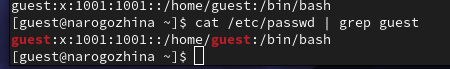 guest:x:1001:1001::/home/guest:/bin/bash
[guest@narogozhina ~]$ cat /etc/passwd | grep guest
guest:x:1001:1001::/home/guest:/bin/bash
[guest@narogozhina ~]$